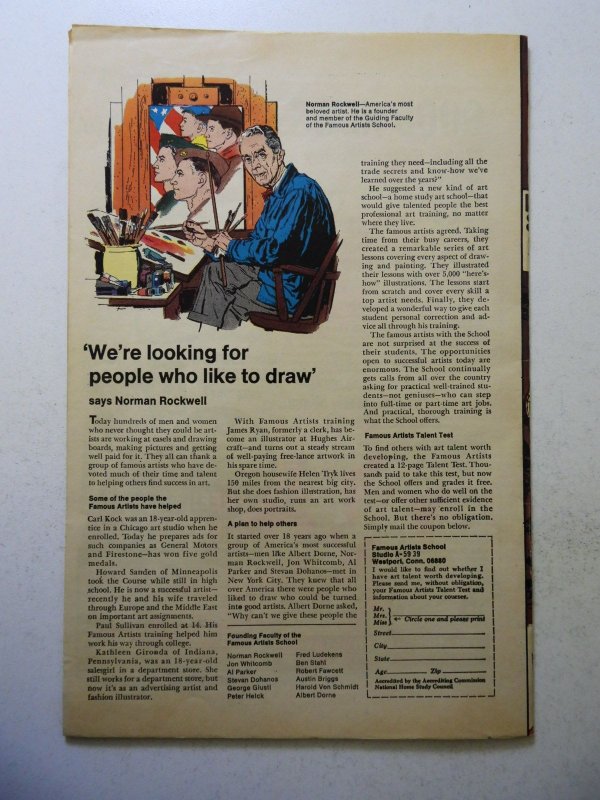 Norman Rockwell—America's most
beloved artist. He is a founder
and member of the Guiding Faculty
of the Famous Artists School.
'We're looking for
people who like to draw'
says Norman Rockwell
Today hundreds of men and women
who never thought they could be art-
ists are working at easels and drawing
boards, making pictures and getting
well paid for it. They all can thank a
group of famous artists who have de-
voted much of their time and talent
to helping others find success in art.
Some of the people the
Famous Artists have helped
Carl Kock was an 18-year-old appren-
tice in a Chicago art studio when he
enrolled. Today he prepares ads for
such companies as General Motors
and Firestone—has won five gold
medals.
Howard Sanden of Minneapolis
took the Course while still in high
school. He is now a successful artist—
recently he and his wife traveled
through Europe and the Middle East
on important art assignments.
Paul Sullivan enrolled at 14. His
Famous Artists training helped him
work his way through college.
Kathleen Girowda of Indiana,
Pennsylvania, was an 18-year-old
salesgirl in a department store. She
still works for a department store, but
now it's as an advertising artist and
fashion illustrator.
With Famous Artists training
James Ryan, formerly a clerk, has be-
come an illustrator at Hughes Air-
craft—and turns out a steady stream
of well-paying free-lance artwork in
his spare time.
Oregon housewife Helen Tryk lives
150 miles from the nearest big city.
But she does fashion illustration, has
her own studio, runs an art work
shop, does portraits.
A plan to help others
It started over 18 years ago when a
group of America's most successful
artists—men like Albert Dorne, Nor-
man Rockwell, Jon Whitcomb, Al
Parker and Stevan Dohanos—met in
New York City. They knew that all
over America there were people who
liked to draw who could be turned
into good artists. Albert Dorne asked,
"Why can't we give these people the
Founding Faculty of the
Famous Artists School
Norman Rockwell
Jon Whitcomb
Al Parker
Stevan Dohanos
George Giusti
Peter Helck
Fred Ludekens
Ben Stahl
Robert Fawcett
Austin Briggs
Harold Von Schmidt
Albert Dorne
training they need—including all the
trade secrets and know-how we've
learned over the years?"
He suggested a new kind of art
school—a home study art school—that
would give talented people the best
professional art training, no matter
where they live.
The famous artists agreed. Taking
time from their busy careers, they
created a remarkable series of art
lessons covering every aspect of draw-
ing and painting. They illustrated
their lessons with over 5,000 "here's-
how" illustrations. The lessons start
from scratch and cover every skill a
top artist needs. Finally, they de-
veloped a wonderful way to give each
student personal correction and ad-
vice all through his training.
The famous artists with the School
are not surprised at the success of
their students. The opportunities
open to successful artists today are
enormous. The School continually
gets calls from all over the country
asking for practical well-trained stu-
dents—not geniuses—who can step
into full-time or part-time art jobs.
And practical, thorough training is
what the School offers.
Famous Artists Talent Test
To find others with art talent worth
developing, the Famous Artists
created a 12-page Talent Test. Thou-
sands paid to take this test, but now
the School offers and grades it free.
Men and women who do well on the
test—or offer other sufficient evidence
of art talent—may enroll in the
School. But there's no obligation.
Simply mail the coupon below.
Famous Artists School
Studio A-59 39
Westport, Conn. 06880
I would like to find out whether I
have art talent worth developing.
Please send me, without obligation,
your Famous Artists Talent Test and
information about your courses.
Mr.
Mrs. ← Circle one and please print
Miss
Street
City
State
Age Zip
Accredited by the Accrediting Commission
National Home Study Council